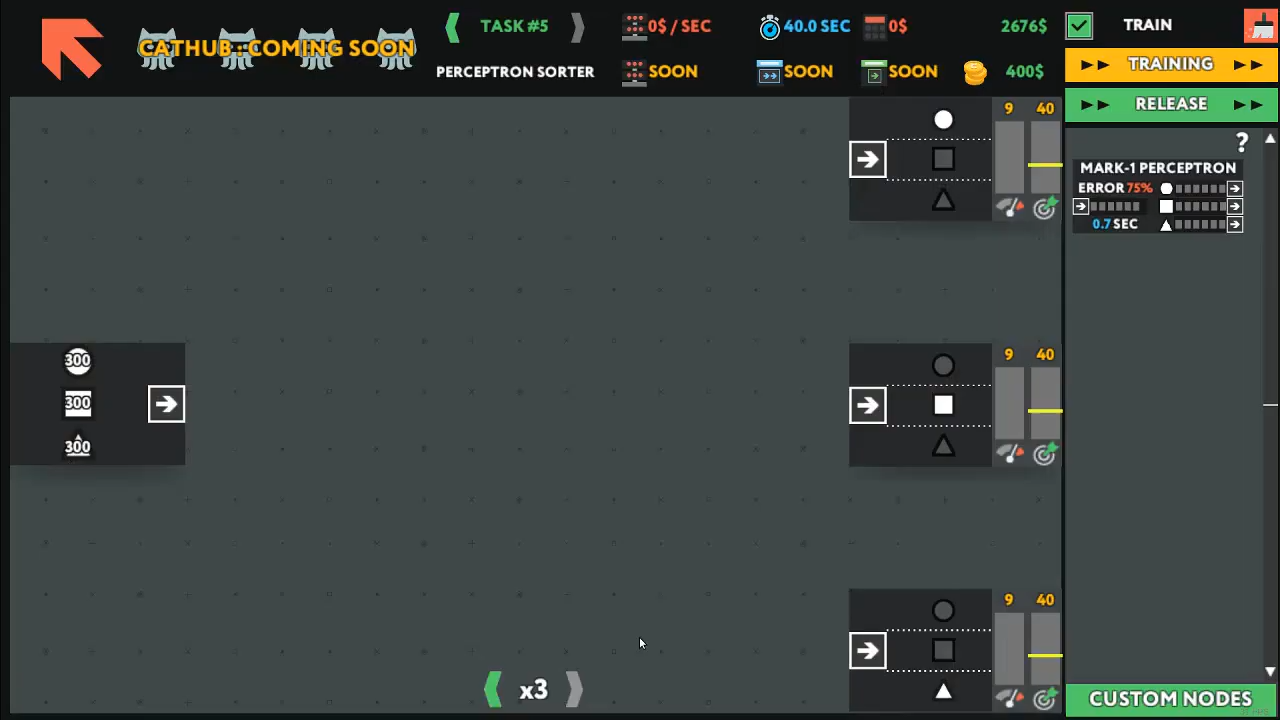 CATHUB : COMING SOON
TASK #5
0$ / SEC
40.0 SEC
0$
2676$
TRAIN
PERCEPTRON SORTER
SOON
SOON
SOON
400$
TRAINING
RELEASE
?
MARK-1 PERCEPTRON
ERROR 75%
0.7 SEC
9 40
300
300
300
9 40
9 40
x3
CUSTOM NODES